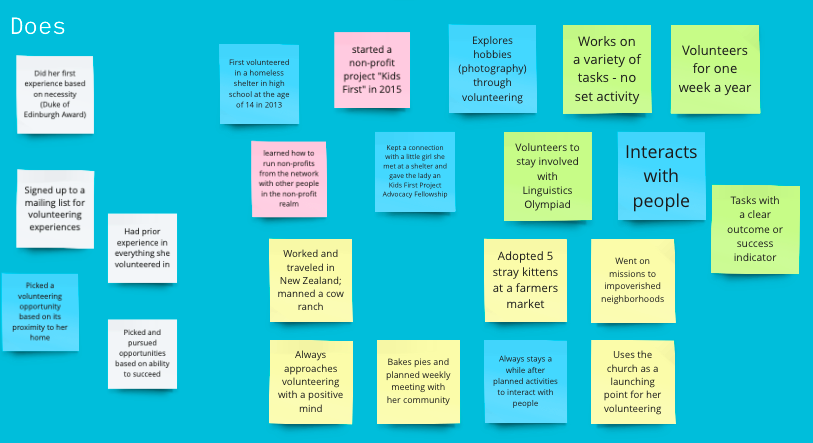 Does
Did her first
experience based
on necessity
(Duke of
Edinburgh Award)
First volunteered
in a homeless
shelter in high
school at the age
of 14 in 2013
started a
non-profit
project "Kids
First" in 2015
Explores
hobbies
(photography)
through
volunteering
Works on
a variety of
tasks - no
set activity
Volunteers
for one
week a year
Signed up to a
mailing list for
volunteering
experiences
learned how to
run non-profits
from the network
with other people
in the non-profit
realm
Kept a connection
with a little girl she
met at a shelter and
gave the lady an
Kids First Project
Advocacy Fellowship
Volunteers to
stay involved
with
Linguistics
Olympiad
Interacts
with
people
Tasks with
a clear
outcome or
success
indicator
Had prior
experience in
everything she
volunteered in
Picked a
volunteering
opportunity
based on its
proximity to her
home
Worked and
traveled in
New Zealand;
manned a cow
ranch
Adopted 5
stray kittens
at a farmers
market
Went on
missions to
impoverished
neighborhoods
Picked and
pursued
opportunities
based on ability
to succeed
Always
approaches
volunteering
with a positive
mind
Bakes pies and
planned weekly
meeting with
her community
Always stays a
while after
planned activities
to interact with
people
Uses the
church as a
launching
point for her
volunteering